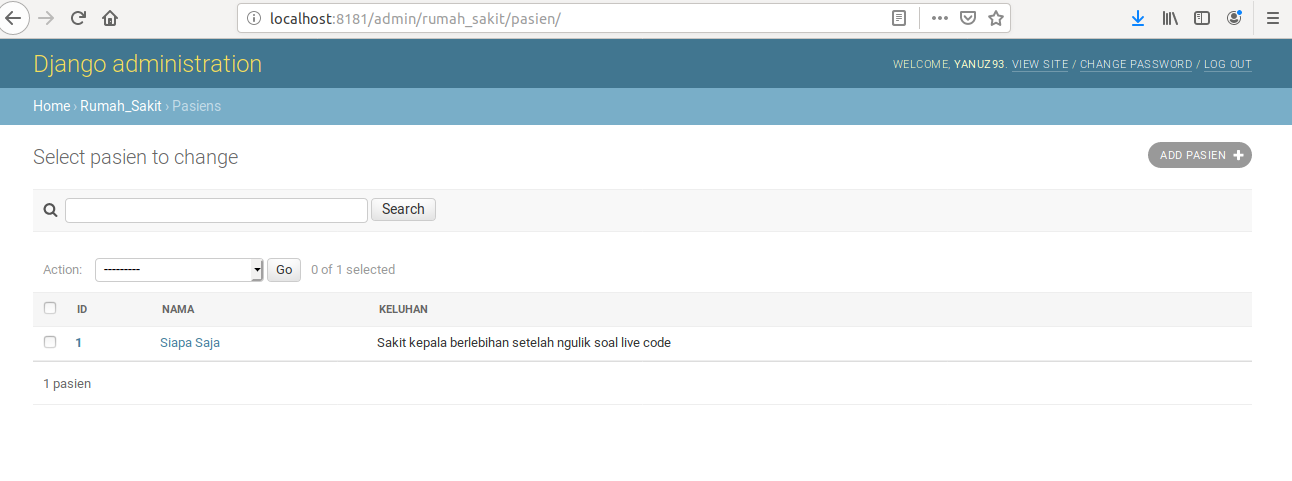 localhost:8181/admin/rumah_sakit/pasien/
Django administration
WELCOME, YANUZ93. VIEW SITE / CHANGE PASSWORD / LOG OUT
Home › Rumah_Sakit › Pasiens
Select pasien to change
ADD PASIEN +
Search
Action: --------- Go 0 of 1 selected
ID NAMA KELUHAN
1 Siapa Saja Sakit kepala berlebihan setelah ngulik soal live code
1 pasien